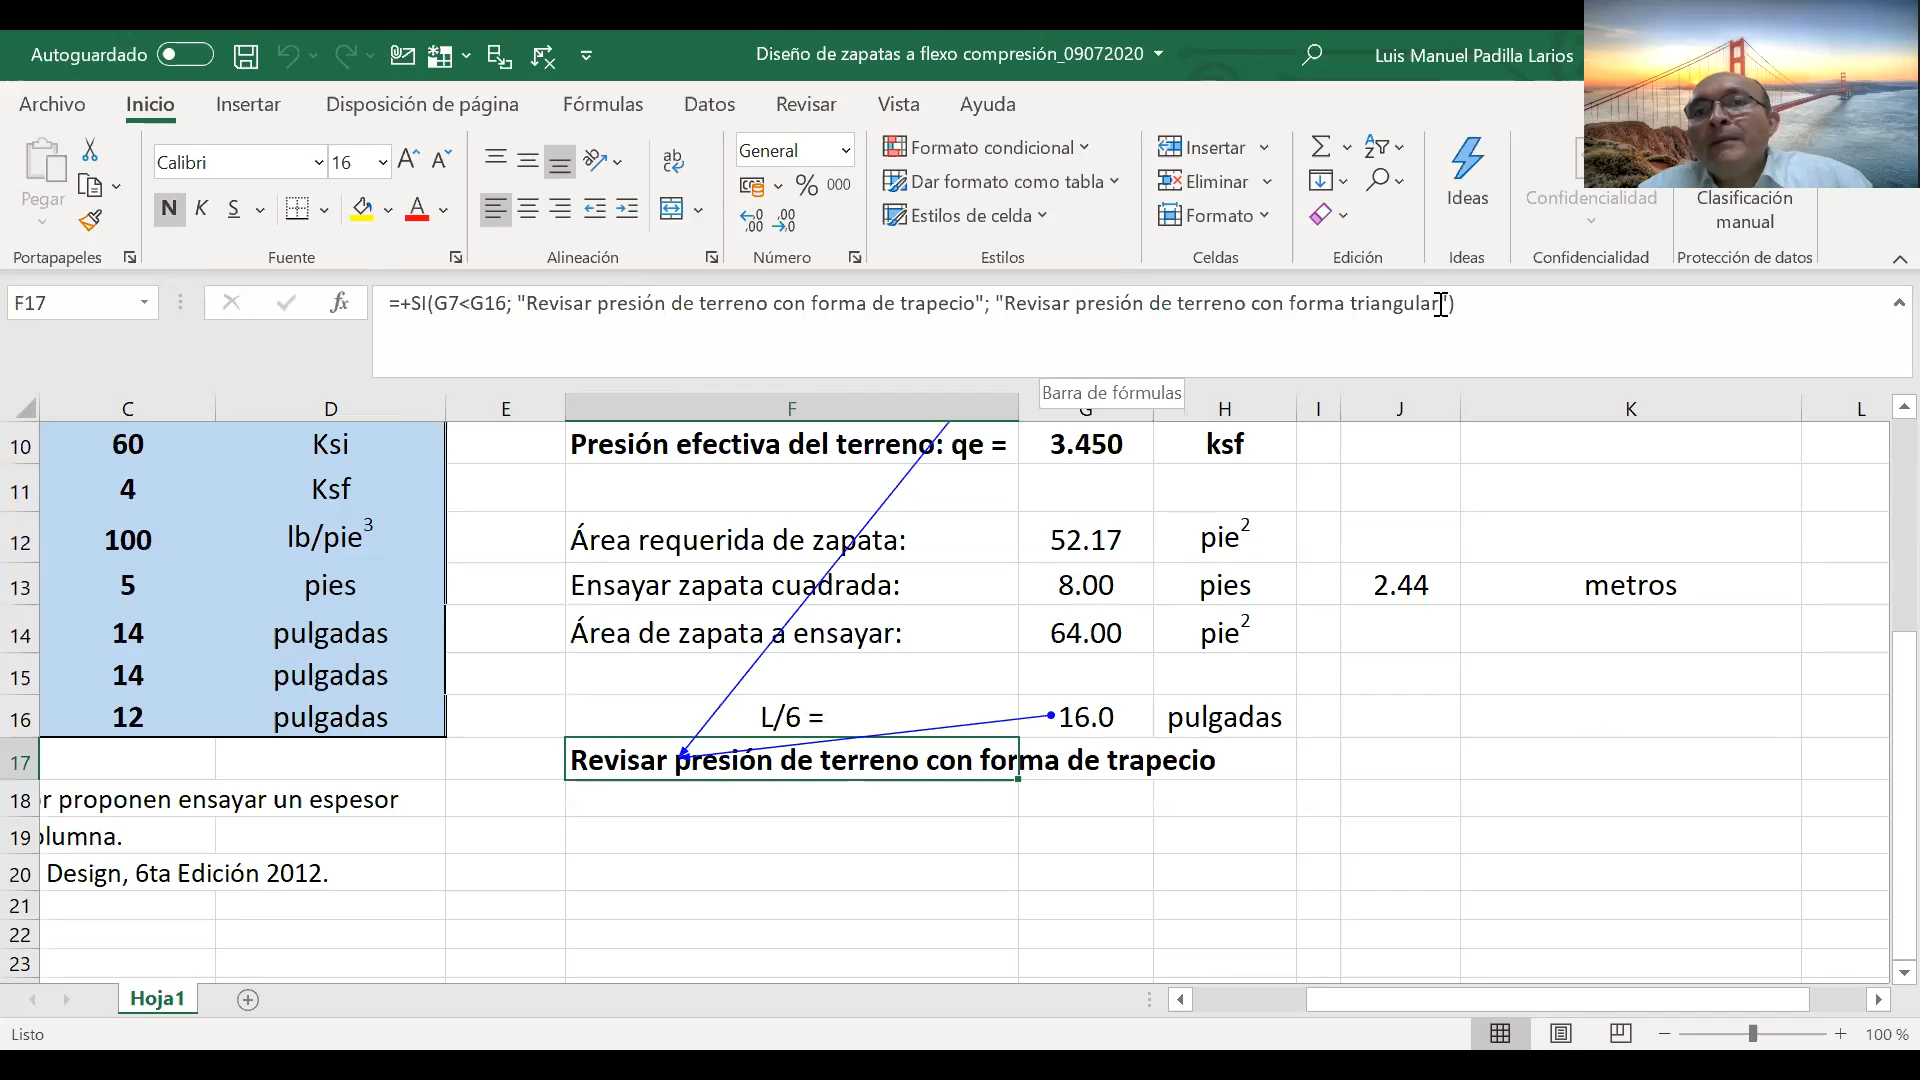 Autoguardado
Diseño de zapatas a flexo compresión_09072020
Luis Manuel Padilla Larios
Archivo Inicio Insertar Disposición de página Fórmulas Datos Revisar Vista Ayuda
Pegar
Calibri 16
N K S
General
% 000
Formato condicional
Dar formato como tabla
Estilos de celda
Insertar
Eliminar
Formato
Ideas
Confidencialidad
Clasificación
manual
Portapapeles Fuente Alineación Número Estilos Celdas Edición Ideas Confidencialidad Protección de datos
F17 fx =+SI(G7<G16; "Revisar presión de terreno con forma de trapecio"; "Revisar presión de terreno con forma triangular")
Barra de fórmulas
C D E F G H I J K L
10 60 Ksi Presión efectiva del terreno: qe = 3.450 ksf
11 4 Ksf
12 100 lb/pie3 Área requerida de zapata: 52.17 pie2
13 5 pies Ensayar zapata cuadrada: 8.00 pies 2.44 metros
14 14 pulgadas Área de zapata a ensayar: 64.00 pie2
15 14 pulgadas
16 12 pulgadas L/6 = 16.0 pulgadas
17 Revisar presión de terreno con forma de trapecio
18 or proponen ensayar un espesor
19 olumna.
20 Design, 6ta Edición 2012.
21
22
23
Hoja1
Listo
100 %